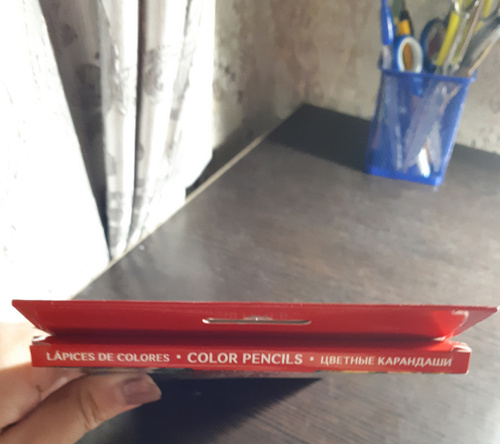 LÁPICES DE COLORES • COLOR PENCILS • ЦВЕТНЫЕ КАРАНДАШИ